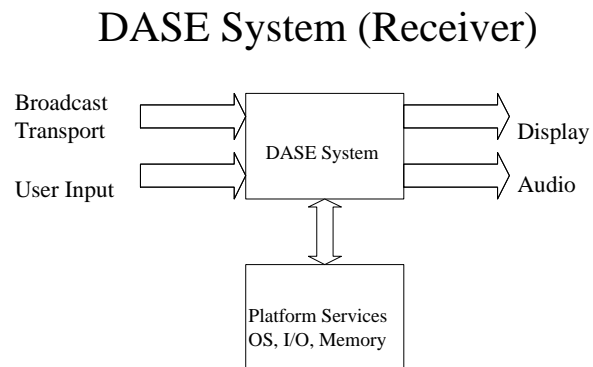 DASE System (Receiver)
Broadcast
Transport
User Input
DASE System
Display
Audio
Platform Services
OS, I/O, Memory